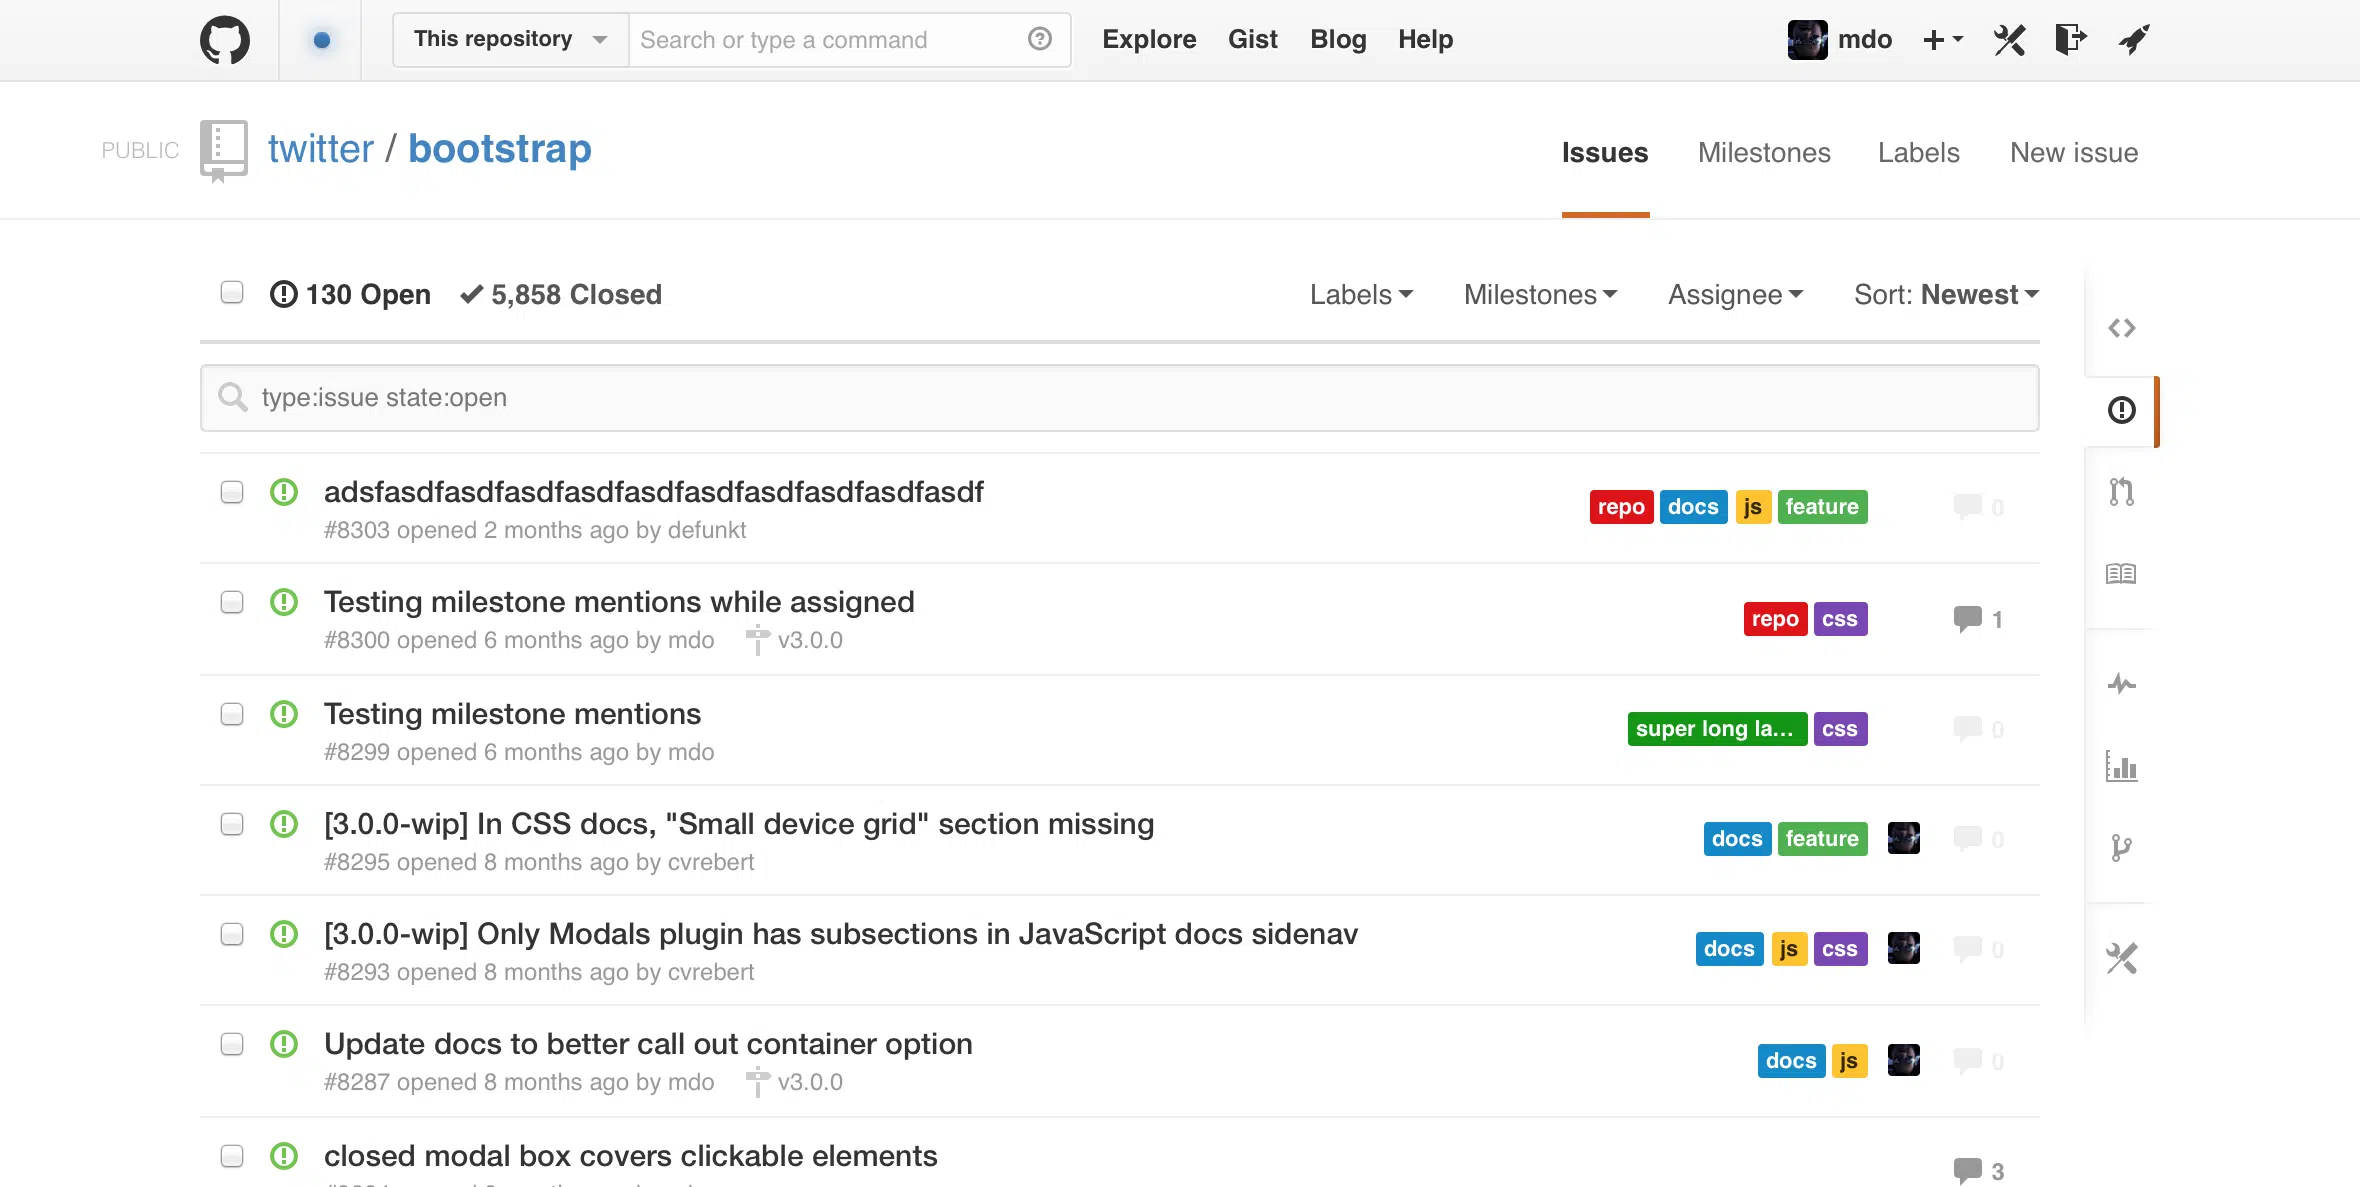 This repository Search or type a command Explore Gist Blog Help mdo
PUBLIC twitter / bootstrap Issues Milestones Labels New issue
130 Open 5,858 Closed Labels Milestones Assignee Sort: Newest
type:issue state:open
adsfasdfasdfasdfasdfasdfasdfasdfasdfasdfasdf
repo docs js feature 0
#8303 opened 2 months ago by defunkt
Testing milestone mentions while assigned
repo css 1
#8300 opened 6 months ago by mdo v3.0.0
Testing milestone mentions
super long la... css 0
#8299 opened 6 months ago by mdo
[3.0.0-wip] In CSS docs, "Small device grid" section missing
docs feature 0
#8295 opened 8 months ago by cvrebert
[3.0.0-wip] Only Modals plugin has subsections in JavaScript docs sidenav
docs js css 0
#8293 opened 8 months ago by cvrebert
Update docs to better call out container option
docs js 0
#8287 opened 8 months ago by mdo v3.0.0
closed modal box covers clickable elements
3